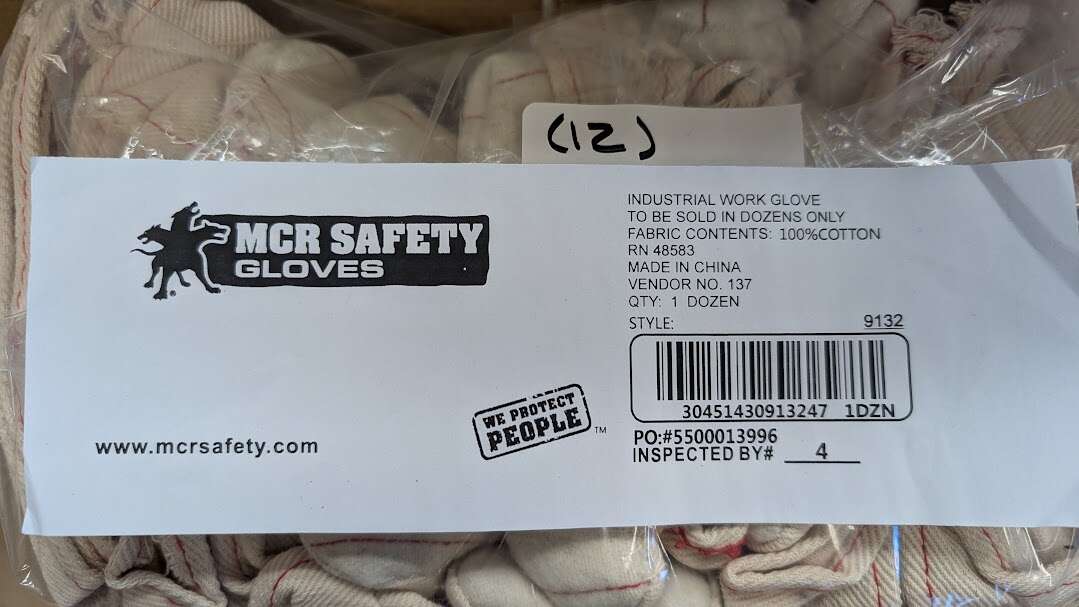 (12)
MCR SAFETY
GLOVES
INDUSTRIAL WORK GLOVE
TO BE SOLD IN DOZENS ONLY
FABRIC CONTENTS: 100%COTTON
RN 48583
MADE IN CHINA
VENDOR NO. 137
QTY: 1 DOZEN
STYLE: 9132
30451430913247 1DZN
PO:#5500013996
INSPECTED BY# 4
WE PROTECT
PEOPLE ™
www.mcrsafety.com